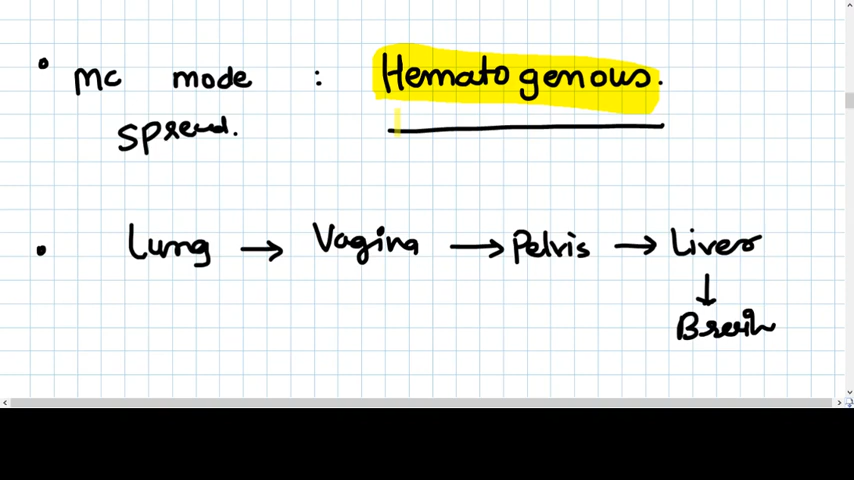 • MC mode : Hematogenous.
spread.
• Lung → Vagina → Pelvis → Liver
↓
Brain